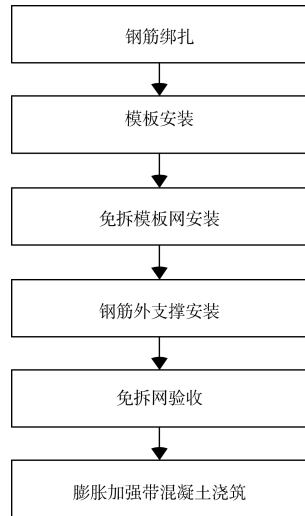 钢筋绑扎
模板安装
免拆模板网安装
钢筋外支撑安装
免拆网验收
膨胀加强带混凝土浇筑